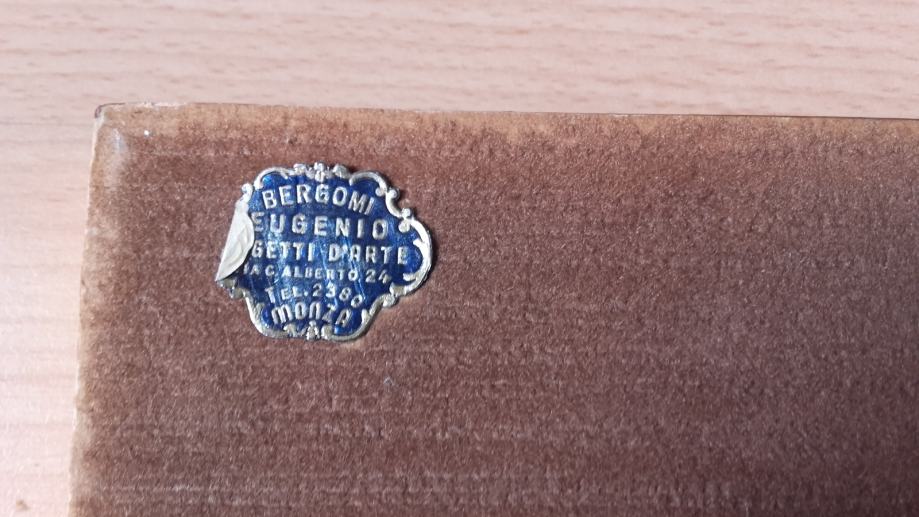 BERGOMI
EUGENIO
GETTI D'ARTE
IA C. ALBERTO 24
TEL. 2380
MONZA